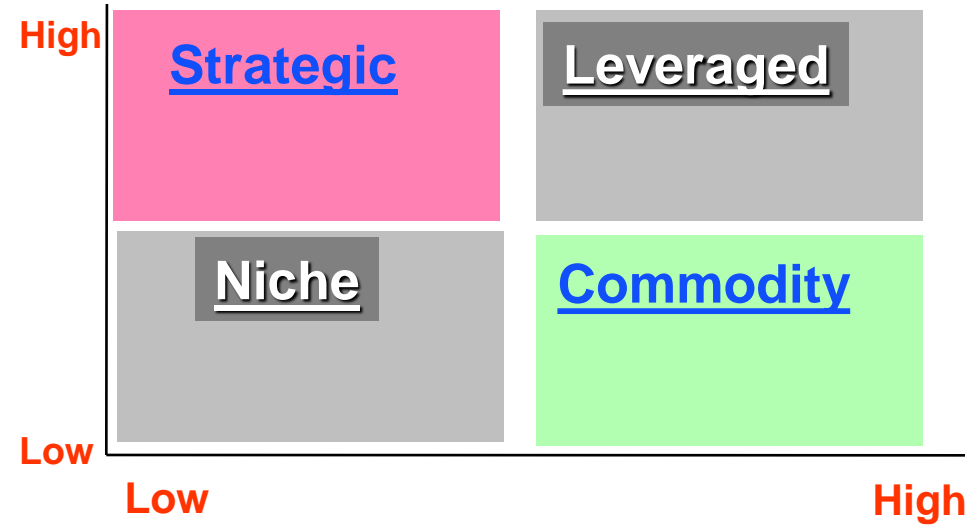 High
Strategic
Leveraged
Niche
Commodity
Low
Low
High